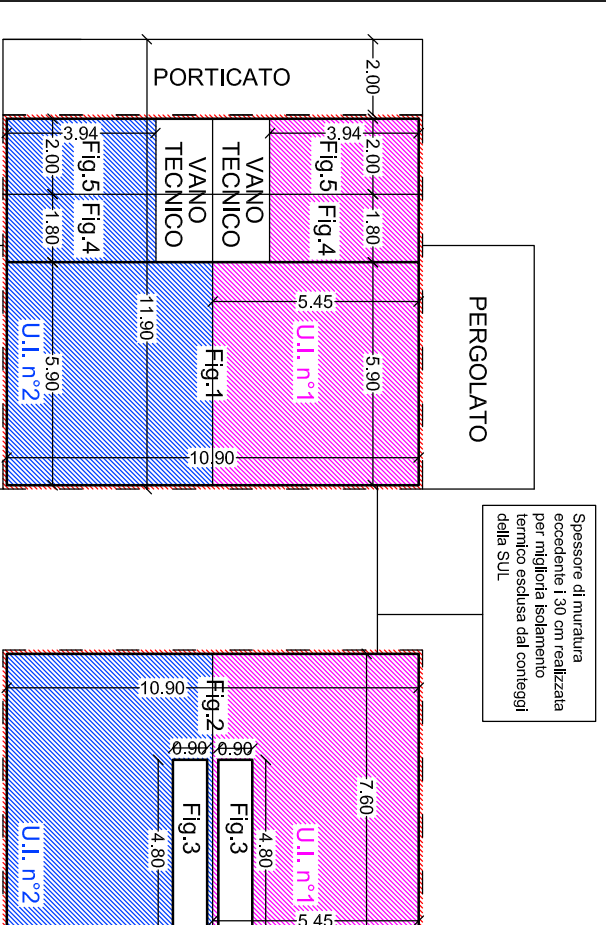 PORTICATO
2.00
3.94
2.00
Fig.5
VANO
TECNICO
VANO
TECNICO
3.94
2.00
Fig.5
1.80
Fig.4
1.80
Fig.4
PERGOLATO
5.45
11.90
U.I. n°1
Fig.1
5.90
5.90
U.I. n°2
10.90
Spessore di muratura
eccedente i 30 cm realizzata
per miglioria isolamento
termico esclusa dal conteggi
della SUL
10.90
Fig.2
0.90
0.90
7.60
Fig.3
Fig.3
4.80
4.80
U.I. n°1
U.I. n°2
5.45